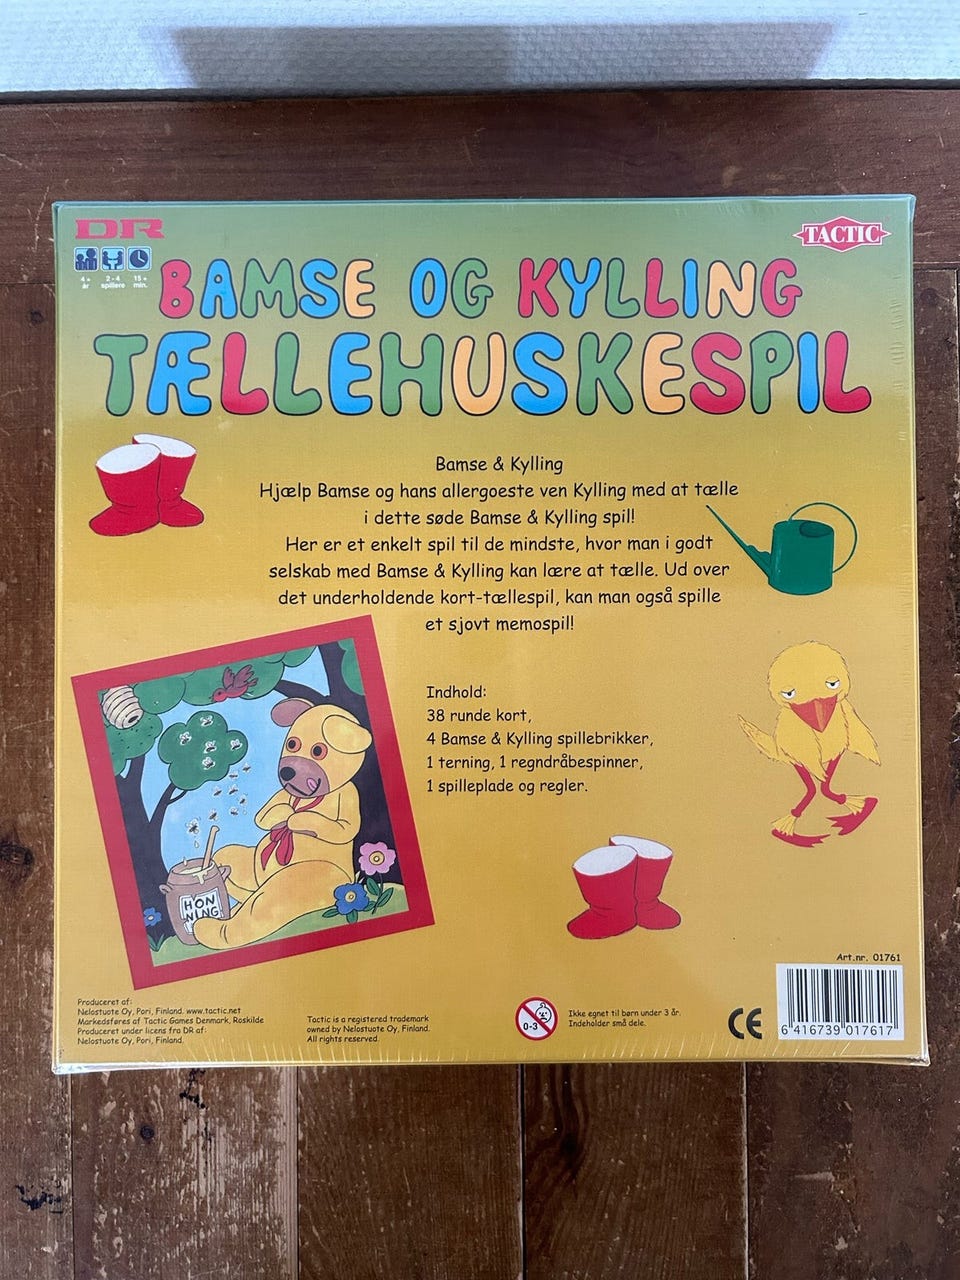 DR
TACTIC
4+
år
2-4
spillere
15+
min.
BAMSE OG KYLLING
TÆLLEHUSKESPIL
Bamse & Kylling
Hjælp Bamse og hans allergoeste ven Kylling med at tælle
i dette søde Bamse & Kylling spil!
Her er et enkelt spil til de mindste, hvor man i godt
selskab med Bamse & Kylling kan lære at tælle. Ud over
det underholdende kort-tællespil, kan man også spille
et sjovt memospil!
Indhold:
38 runde kort,
4 Bamse & Kylling spillebrikker,
1 terning, 1 regndråbespinner,
1 spilleplade og regler.
HON
NING
Produceret af:
Nelostuote Oy, Pori, Finland. www.tactic.net
Markedsføres af Tactic Games Denmark, Roskilde
Produceret under licens fra DR af:
Nelostuote Oy, Pori, Finland.
Tactic is a registered trademark
owned by Nelostuote Oy, Finland.
All rights reserved.
0-3
Ikke egnet til børn under 3 år.
Indeholder små dele.
CE
Art.nr. 01761
6 416739 017617